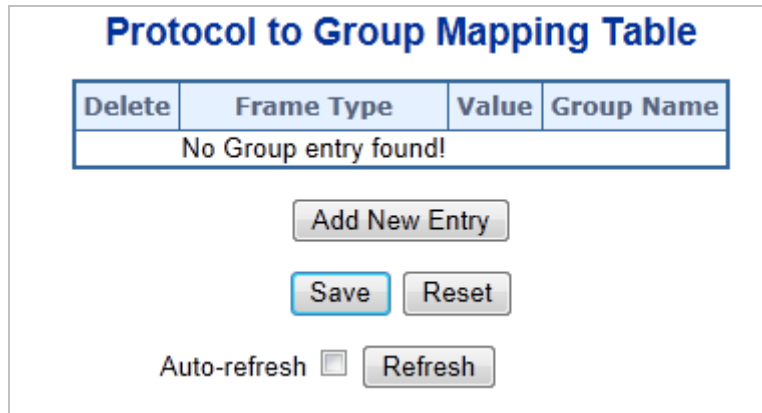 Protocol to Group Mapping Table
Delete Frame Type Value Group Name
No Group entry found!
Add New Entry
Save Reset
Auto-refresh Refresh